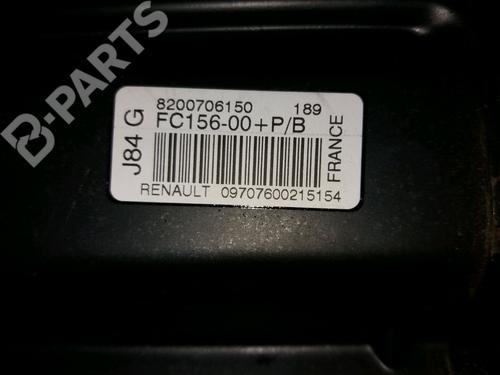 B-PARTS
J84 G
8200706150 189
FC156-00+P/B
RENAULT 09707600215154
FRANCE